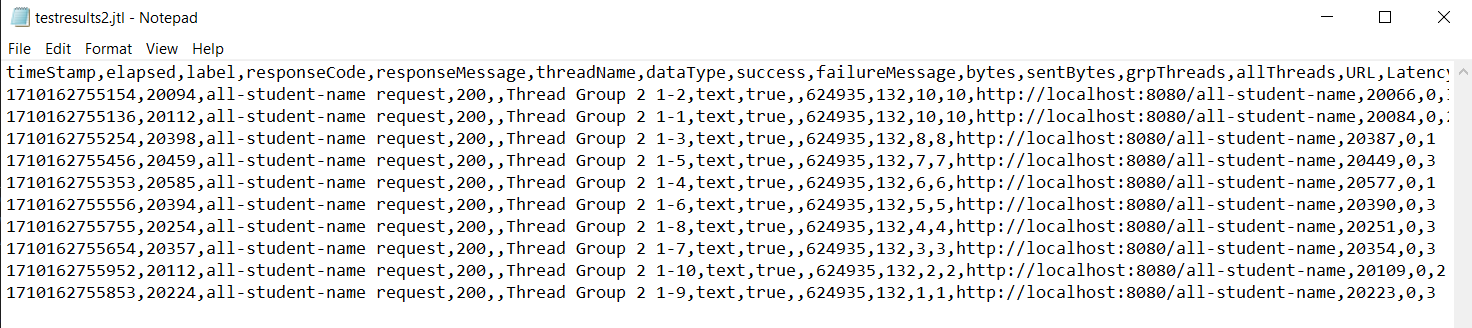 testresults2.jtl - Notepad
File Edit Format View Help
timeStamp,elapsed,label,responseCode,responseMessage,threadName,dataType,success,failureMessage,bytes,sentBytes,grpThreads,allThreads,URL,Latency
1710162755154,20094,all-student-name request,200,,Thread Group 2 1-2,text,true,,624935,132,10,10,http://localhost:8080/all-student-name,20066,0,
1710162755136,20112,all-student-name request,200,,Thread Group 2 1-1,text,true,,624935,132,10,10,http://localhost:8080/all-student-name,20084,0,
1710162755254,20398,all-student-name request,200,,Thread Group 2 1-3,text,true,,624935,132,8,8,http://localhost:8080/all-student-name,20387,0,1
1710162755456,20459,all-student-name request,200,,Thread Group 2 1-5,text,true,,624935,132,7,7,http://localhost:8080/all-student-name,20449,0,3
1710162755353,20585,all-student-name request,200,,Thread Group 2 1-4,text,true,,624935,132,6,6,http://localhost:8080/all-student-name,20577,0,1
1710162755556,20394,all-student-name request,200,,Thread Group 2 1-6,text,true,,624935,132,5,5,http://localhost:8080/all-student-name,20390,0,3
1710162755755,20254,all-student-name request,200,,Thread Group 2 1-8,text,true,,624935,132,4,4,http://localhost:8080/all-student-name,20251,0,3
1710162755654,20357,all-student-name request,200,,Thread Group 2 1-7,text,true,,624935,132,3,3,http://localhost:8080/all-student-name,20354,0,3
1710162755952,20112,all-student-name request,200,,Thread Group 2 1-10,text,true,,624935,132,2,2,http://localhost:8080/all-student-name,20109,0,2
1710162755853,20224,all-student-name request,200,,Thread Group 2 1-9,text,true,,624935,132,1,1,http://localhost:8080/all-student-name,20223,0,3